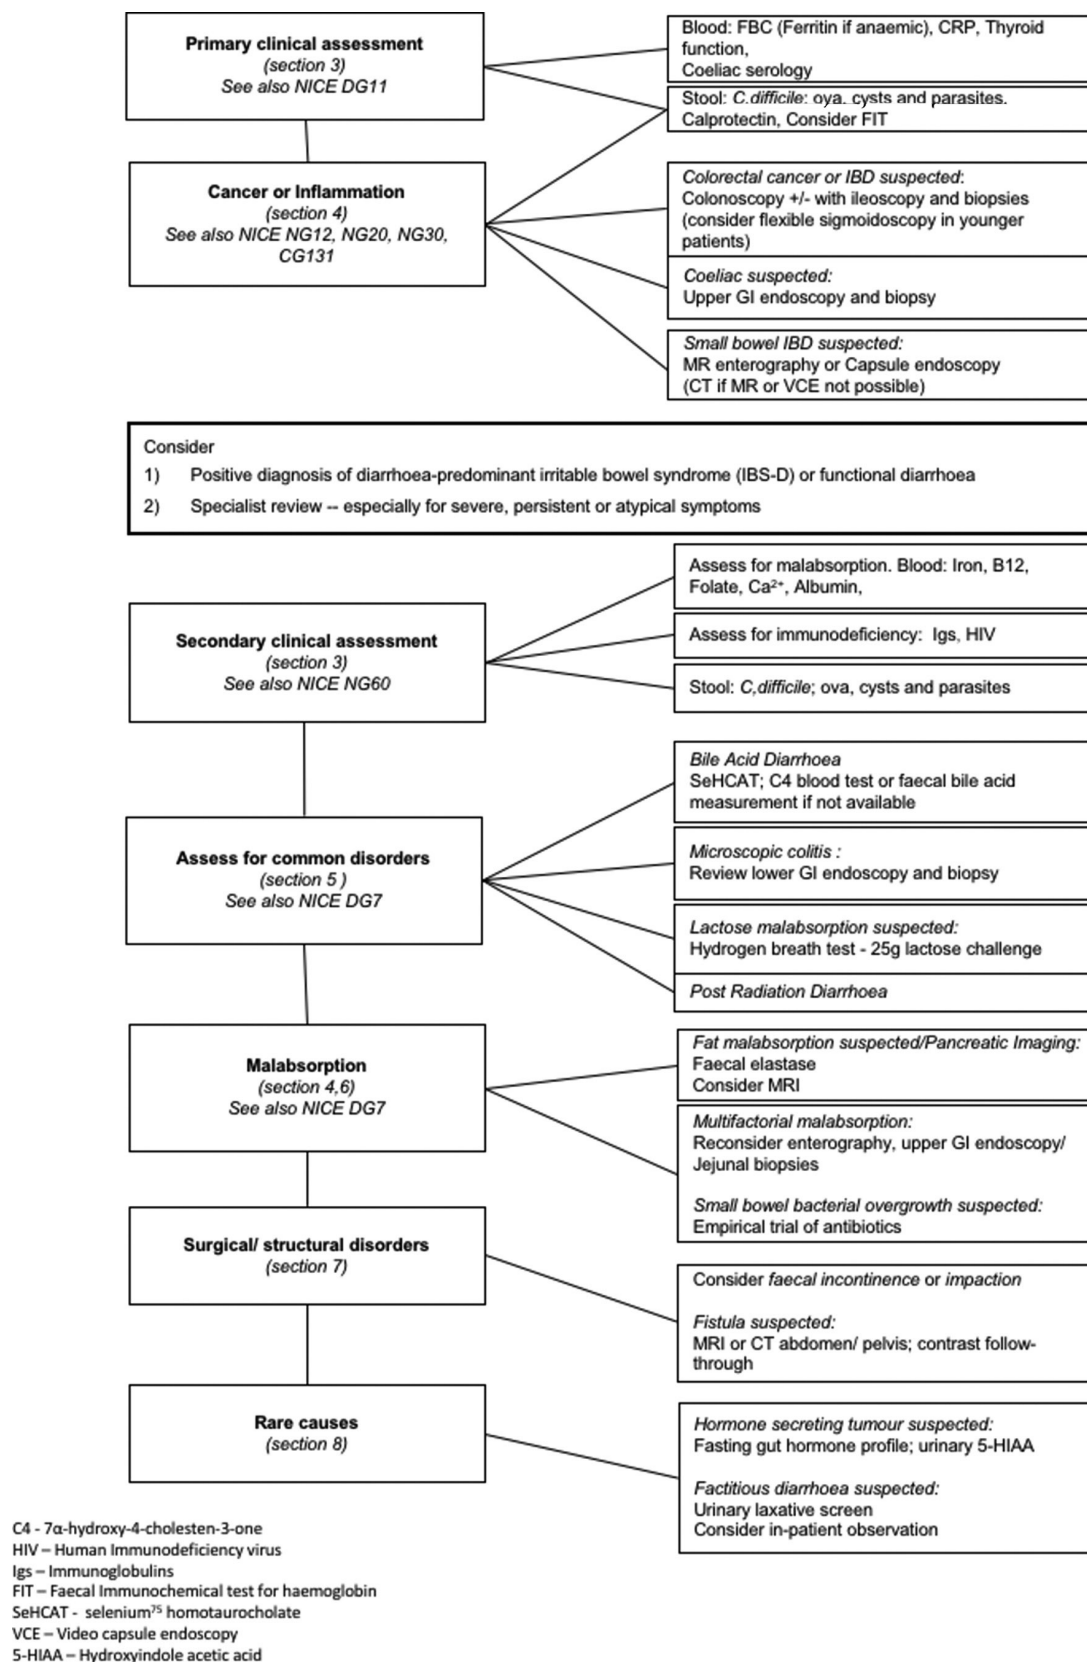 Primary clinical assessment
(section 3)
See also NICE DG11
Blood: FBC (Ferritin if anaemic), CRP, Thyroid
function,
Coeliac serology
Stool: C.difficile; ova, cysts and parasites.
Calprotectin, Consider FIT
Cancer or Inflammation
(section 4)
See also NICE NG12, NG20, NG30,
CG131
Colorectal cancer or IBD suspected:
Colonoscopy +/- with ileoscopy and biopsies
(consider flexible sigmoidoscopy in younger
patients)
Coeliac suspected:
Upper GI endoscopy and biopsy
Small bowel IBD suspected:
MR enterography or Capsule endoscopy
(CT if MR or VCE not possible)
Consider
1) Positive diagnosis of diarrhoea-predominant irritable bowel syndrome (IBS-D) or functional diarrhoea
2) Specialist review -- especially for severe, persistent or atypical symptoms
Secondary clinical assessment
(section 3)
See also NICE NG60
Assess for malabsorption. Blood: Iron, B12,
Folate, Ca²⁺, Albumin,
Assess for immunodeficiency: Igs, HIV
Stool: C,difficile; ova, cysts and parasites
Assess for common disorders
(section 5 )
See also NICE DG7
Bile Acid Diarrhoea
SeHCAT; C4 blood test or faecal bile acid
measurement if not available
Microscopic colitis :
Review lower GI endoscopy and biopsy
Lactose malabsorption suspected:
Hydrogen breath test - 25g lactose challenge
Post Radiation Diarrhoea
Malabsorption
(section 4,6)
See also NICE DG7
Fat malabsorption suspected/Pancreatic Imaging:
Faecal elastase
Consider MRI
Multifactorial malabsorption:
Reconsider enterography, upper GI endoscopy/
Jejunal biopsies
Small bowel bacterial overgrowth suspected:
Empirical trial of antibiotics
Surgical/ structural disorders
(section 7)
Consider faecal incontinence or impaction
Fistula suspected:
MRI or CT abdomen/ pelvis; contrast follow-
through
Rare causes
(section 8)
Hormone secreting tumour suspected:
Fasting gut hormone profile; urinary 5-HIAA
Factitious diarrhoea suspected:
Urinary laxative screen
Consider in-patient observation
C4 - 7α-hydroxy-4-cholesten-3-one
HIV – Human Immunodeficiency virus
Igs – Immunoglobulins
FIT – Faecal Immunochemical test for haemoglobin
SeHCAT - selenium⁷⁵ homotaurocholate
VCE – Video capsule endoscopy
5-HIAA – Hydroxyindole acetic acid